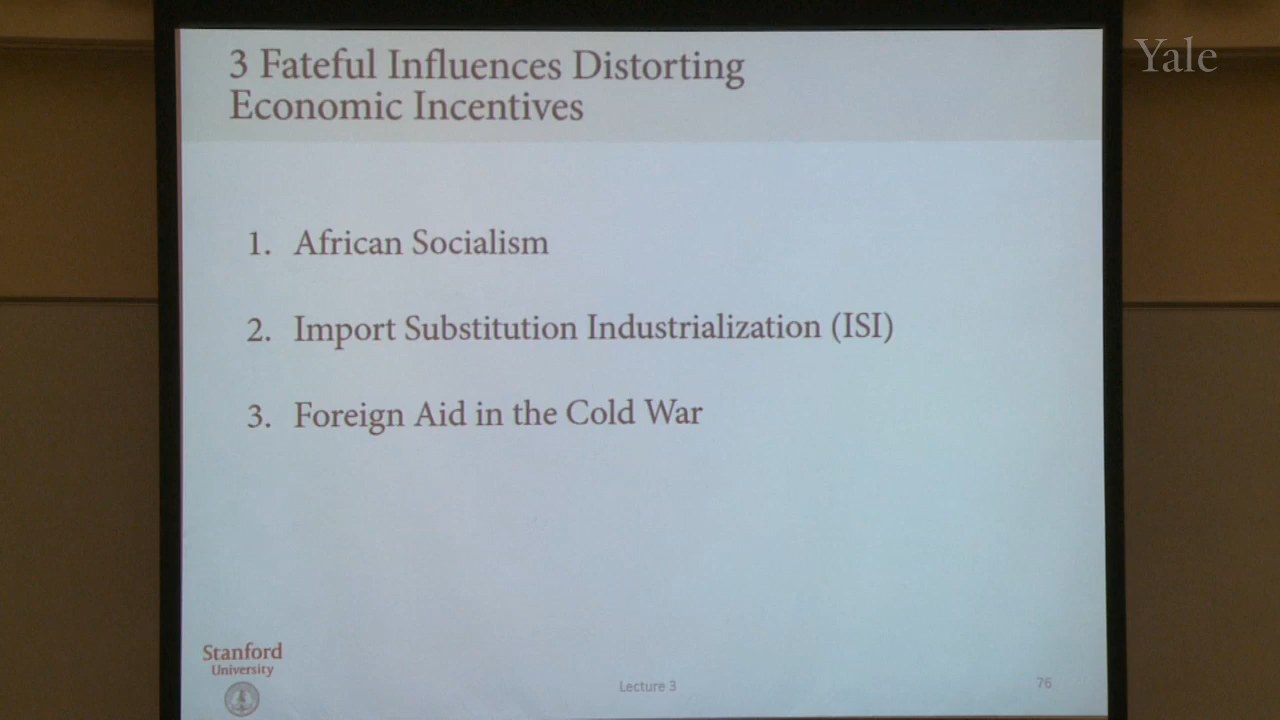 Yale
3 Fateful Influences Distorting
Economic Incentives
1. African Socialism
2. Import Substitution Industrialization (ISI)
3. Foreign Aid in the Cold War
Stanford
University
Lecture 3
76